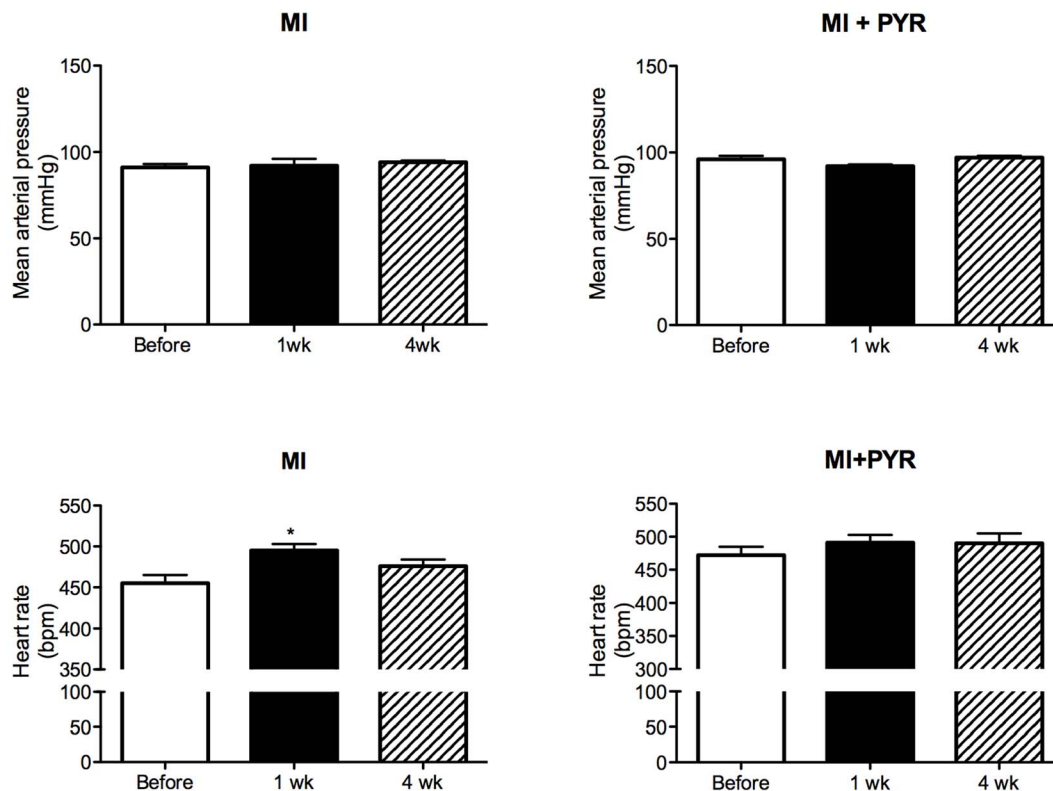 MI
MI + PYR
Mean arterial pressure
(mmHg)
150
100
50
0
Before
1wk
4wk
Mean arterial pressure
(mmHg)
150
100
50
0
Before
1 wk
4 wk
MI
MI+PYR
Heart rate
(bpm)
550
500
450
400
350
100
50
0
*
Before
1 wk
4 wk
Heart rate
(bpm)
550
500
450
400
350
300
100
50
0
Before
1 wk
4 wk